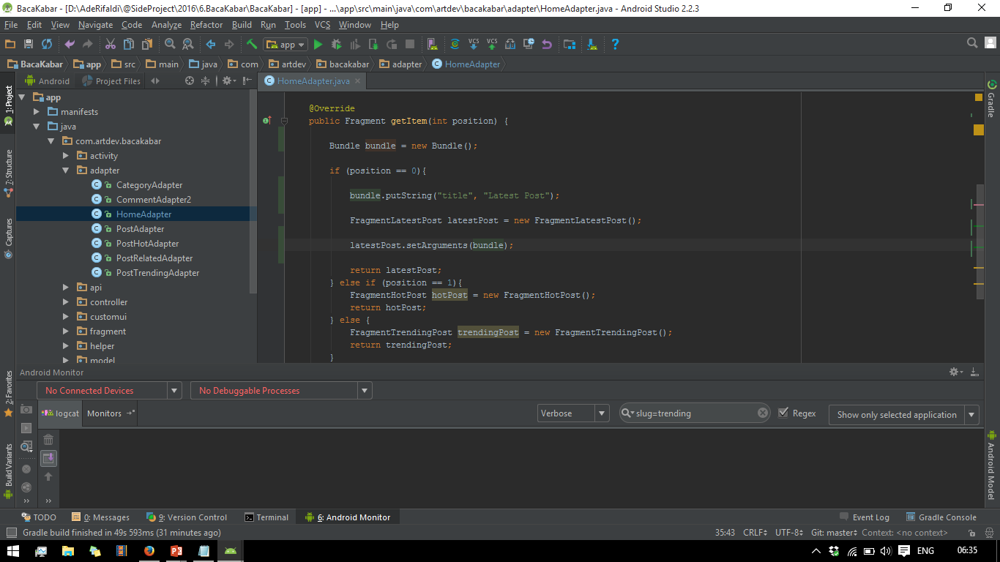 BacaKabar - [D:\AdeRifaldi\@SideProject\2016\6.BacaKabar\BacaKabar] - [app] - ...\app\src\main\java\com\artdev\bacakabar\adapter\HomeAdapter.java - Android Studio 2.2.3
File Edit View Navigate Code Analyze Refactor Build Run Tools VCS Window Help
app VCS VCS ?
BacaKabar app src main java com artdev bacakabar adapter HomeAdapter
Android Project Files
HomeAdapter.java
1: Project
7: Structure
Captures
2: Favorites
Build Variants
app
manifests
java
com.artdev.bacakabar
activity
adapter
CategoryAdapter
CommentAdapter2
HomeAdapter
PostAdapter
PostHotAdapter
PostRelatedAdapter
PostTrendingAdapter
api
controller
customui
fragment
helper
model
@Override
public Fragment getItem(int position) {
Bundle bundle = new Bundle();
if (position == 0){
bundle.putString("title", "Latest Post");
FragmentLatestPost latestPost = new FragmentLatestPost();
latestPost.setArguments(bundle);
return latestPost;
} else if (position == 1){
FragmentHotPost hotPost = new FragmentHotPost();
return hotPost;
} else {
FragmentTrendingPost trendingPost = new FragmentTrendingPost();
return trendingPost;
}
Gradle
Android Model
Android Monitor
No Connected Devices No Debuggable Processes
logcat Monitors Verbose slug=trending Regex Show only selected application
TODO 0: Messages 9: Version Control Terminal 6: Android Monitor Event Log Gradle Console
Gradle build finished in 49s 593ms (31 minutes ago) 35:43 CRLF UTF-8 Git: master Context: <no context>
ENG 06:35